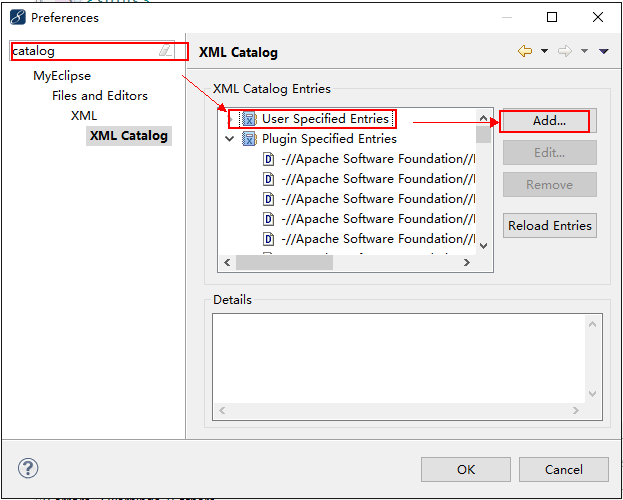 Preferences
catalog
XML Catalog
MyEclipse
Files and Editors
XML
XML Catalog
XML Catalog Entries
User Specified Entries
Plugin Specified Entries
-//Apache Software Foundation//
-//Apache Software Foundation//
-//Apache Software Foundation//
-//Apache Software Foundation//
-//Apache Software Foundation//
Add...
Edit...
Remove
Reload Entries
Details
OK
Cancel